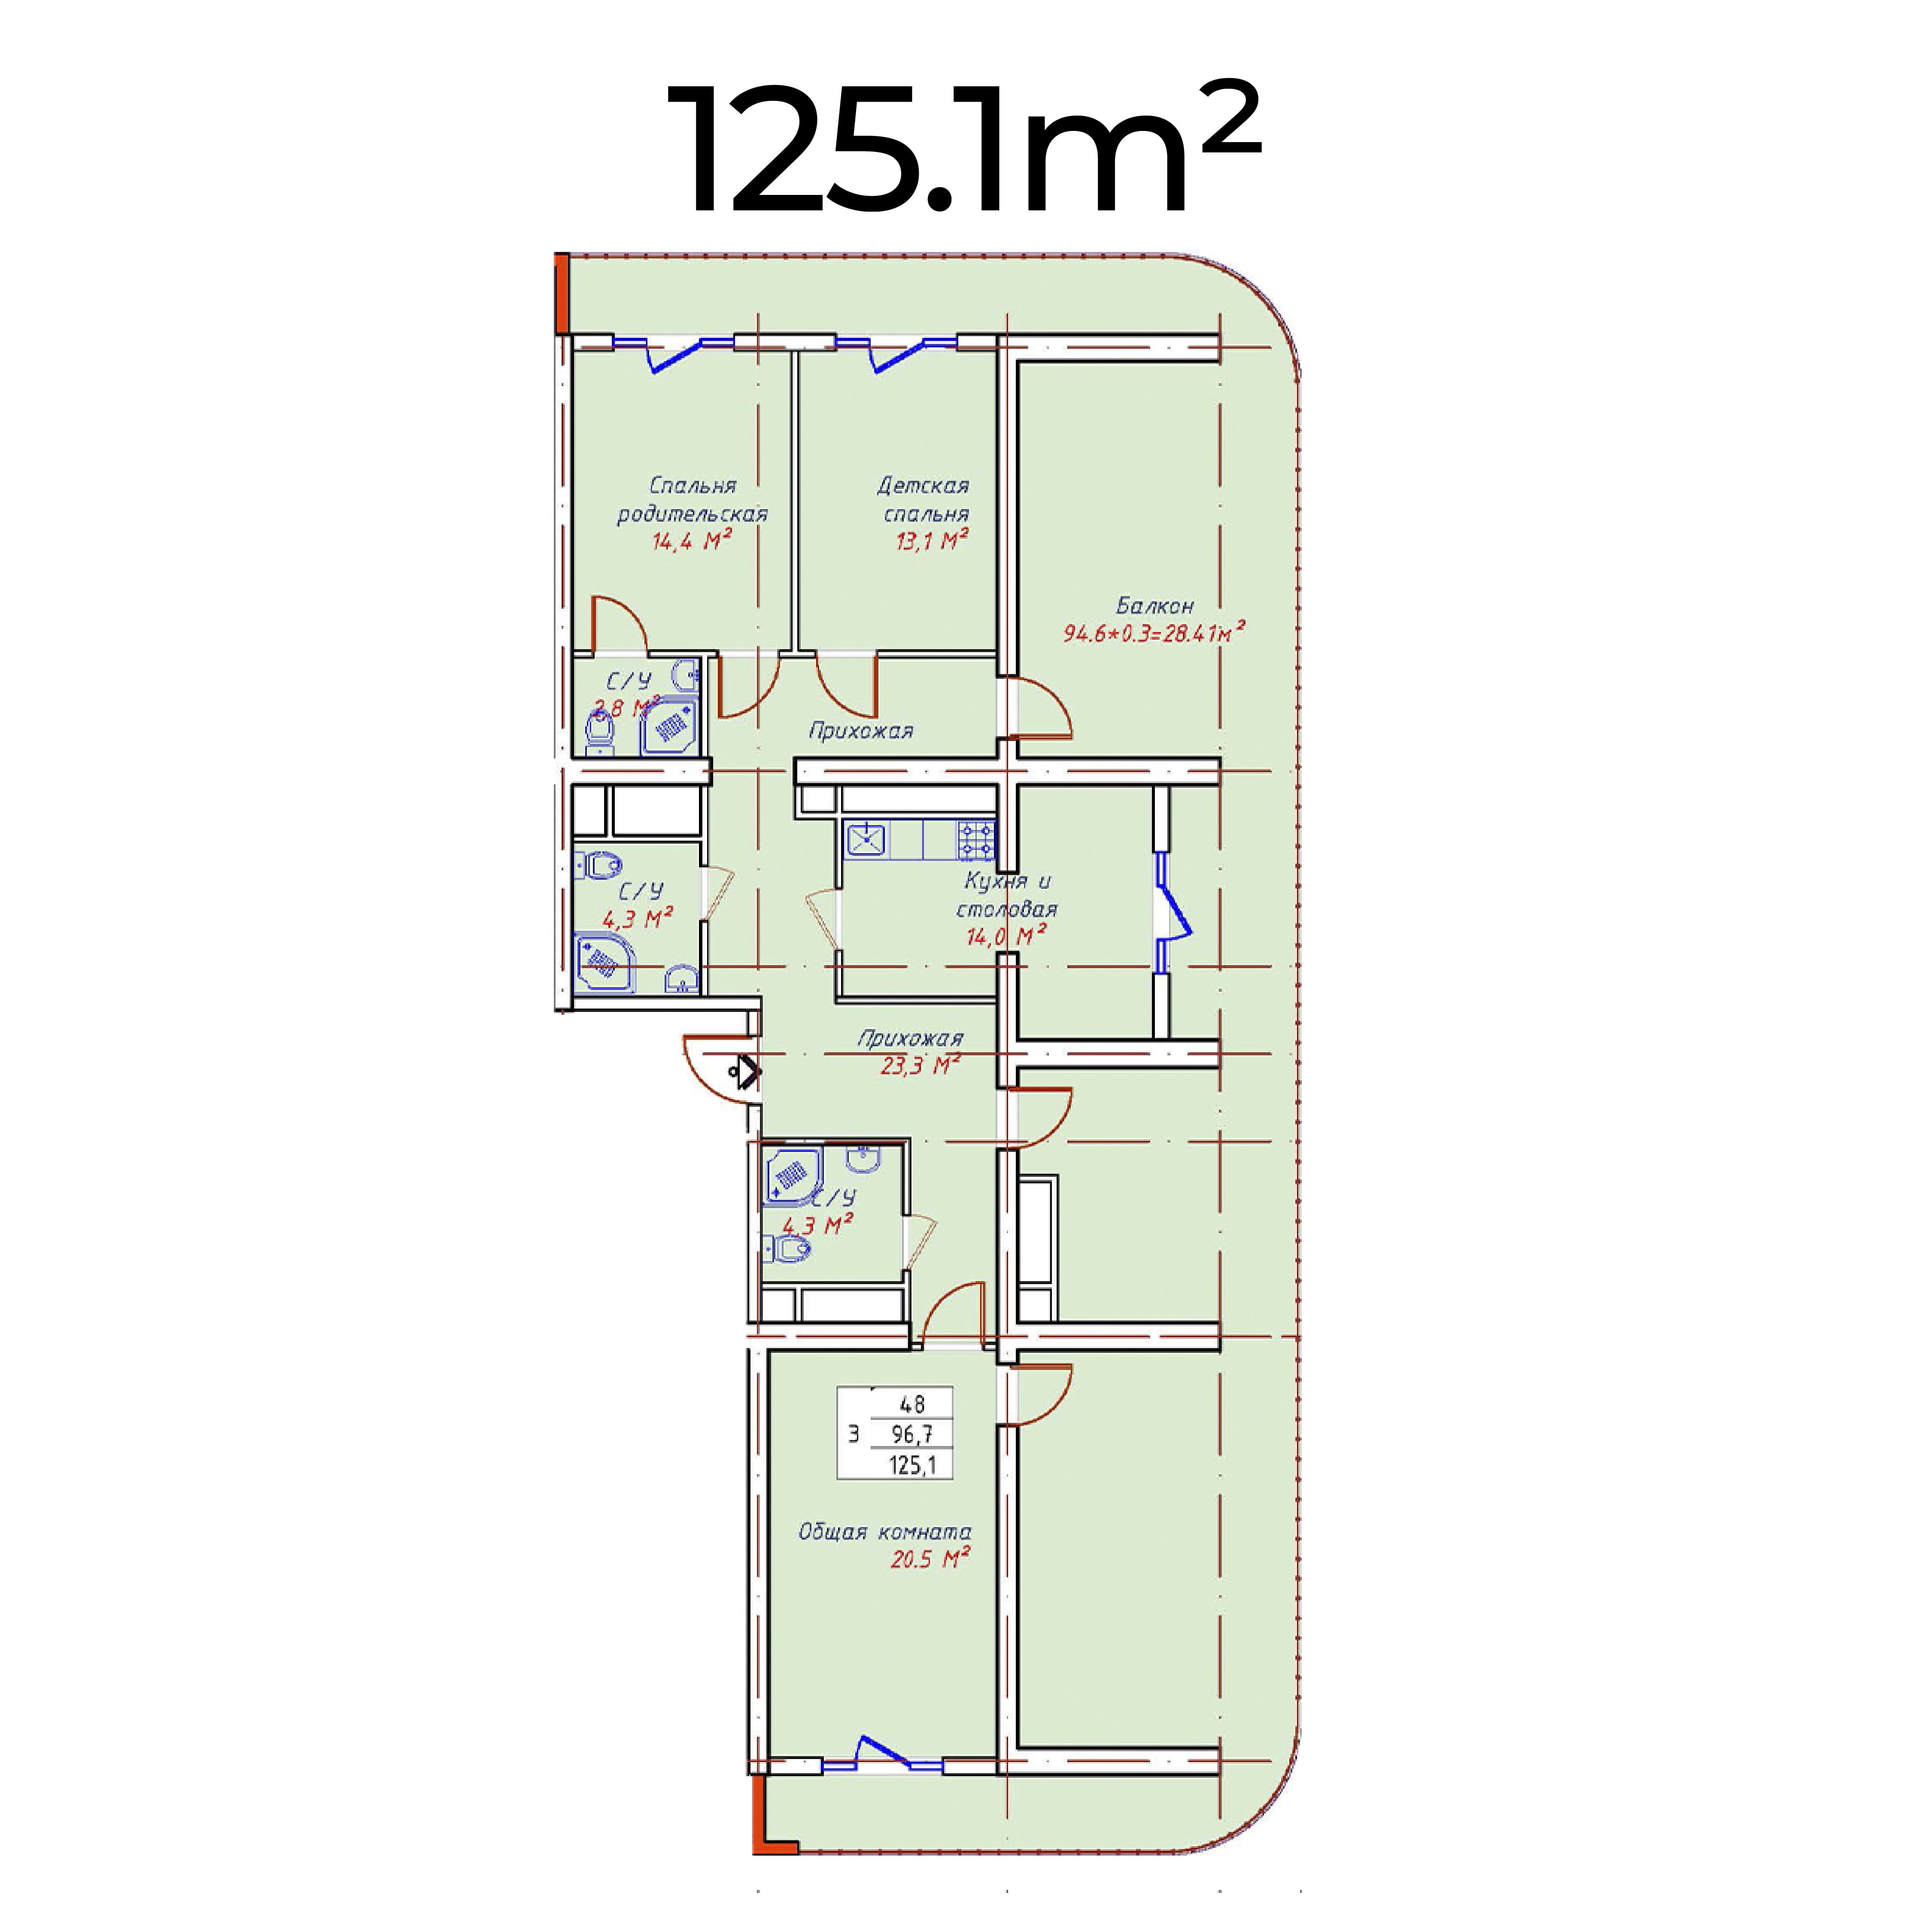 125.1m²
Спальня
родительская
14,4 М²
Детская
спальня
13,1 М²
Балкон
94.6*0.3=28.41м²
С/У
2,8 М²
Прихожая
С/У
4,3 М²
Кухня и
столовая
14,0 М²
Прихожая
23,3 М²
С/У
4,3 М²
48
3 96,7
125,1
Общая комната
20.5 М²